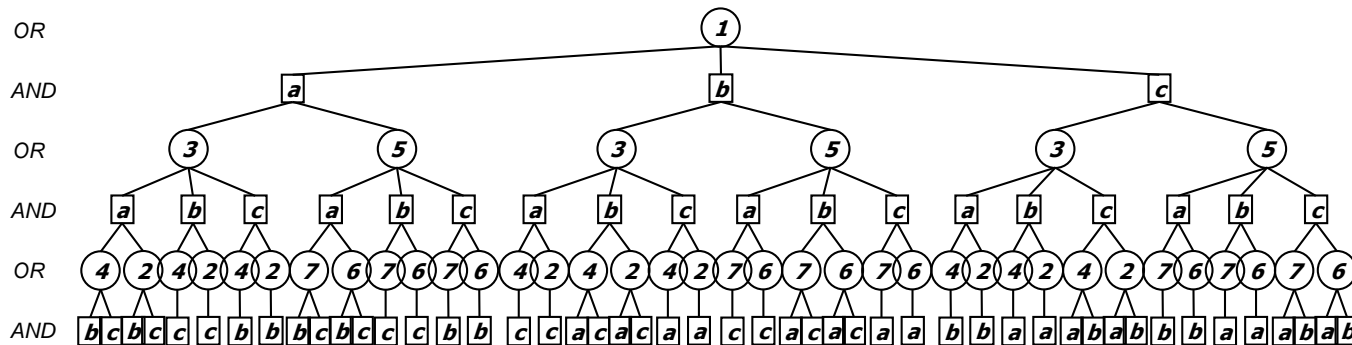 OR 1
AND a b c
OR 3 5 3 5 3 5
AND a b c a b c a b c a b c a b c a b c
OR 4 2 4 2 4 2 7 6 7 6 7 6 4 2 4 2 4 2 7 6 7 6 7 6 4 2 4 2 4 2 7 6 7 6 7 6
AND b c b c c c b b b c b c c c b b c c a c a c a a c c a c a c a a b b a a a b a b b b a a a b a b